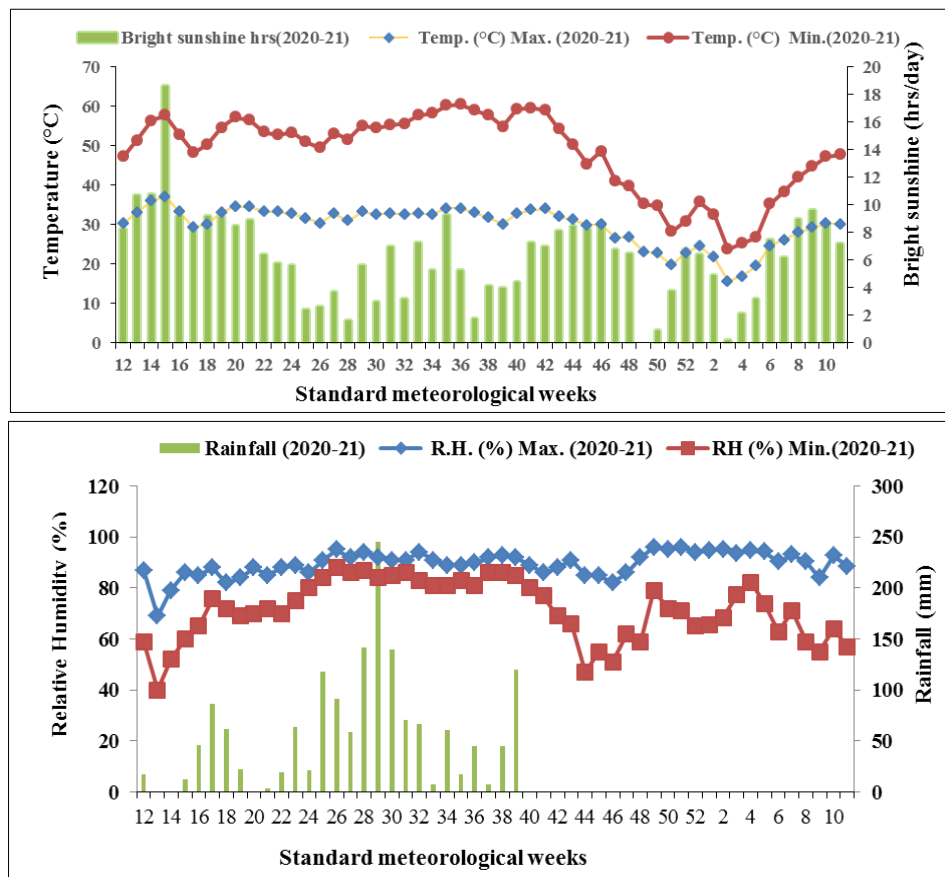 Bright sunshine hrs(2020-21) Temp. (°C) Max. (2020-21) Temp. (°C) Min.(2020-21)
70 20
60 18
50 16
40 14
30 12
20 10
10 8
0 6
4
2
0
Temperature (°C)
Bright sunshine (hrs/day)
12 14 16 18 20 22 24 26 28 30 32 34 36 38 40 42 44 46 48 50 52 2 4 6 8 10
Standard meteorological weeks
Rainfall (2020-21) R.H. (%) Max. (2020-21) RH (%) Min.(2020-21)
120 300
100 250
80 200
60 150
40 100
20 50
0 0
Relative Humidity (%)
Rainfall (mm)
12 14 16 18 20 22 24 26 28 30 32 34 36 38 40 42 44 46 48 50 52 2 4 6 8 10
Standard meteorological weeks